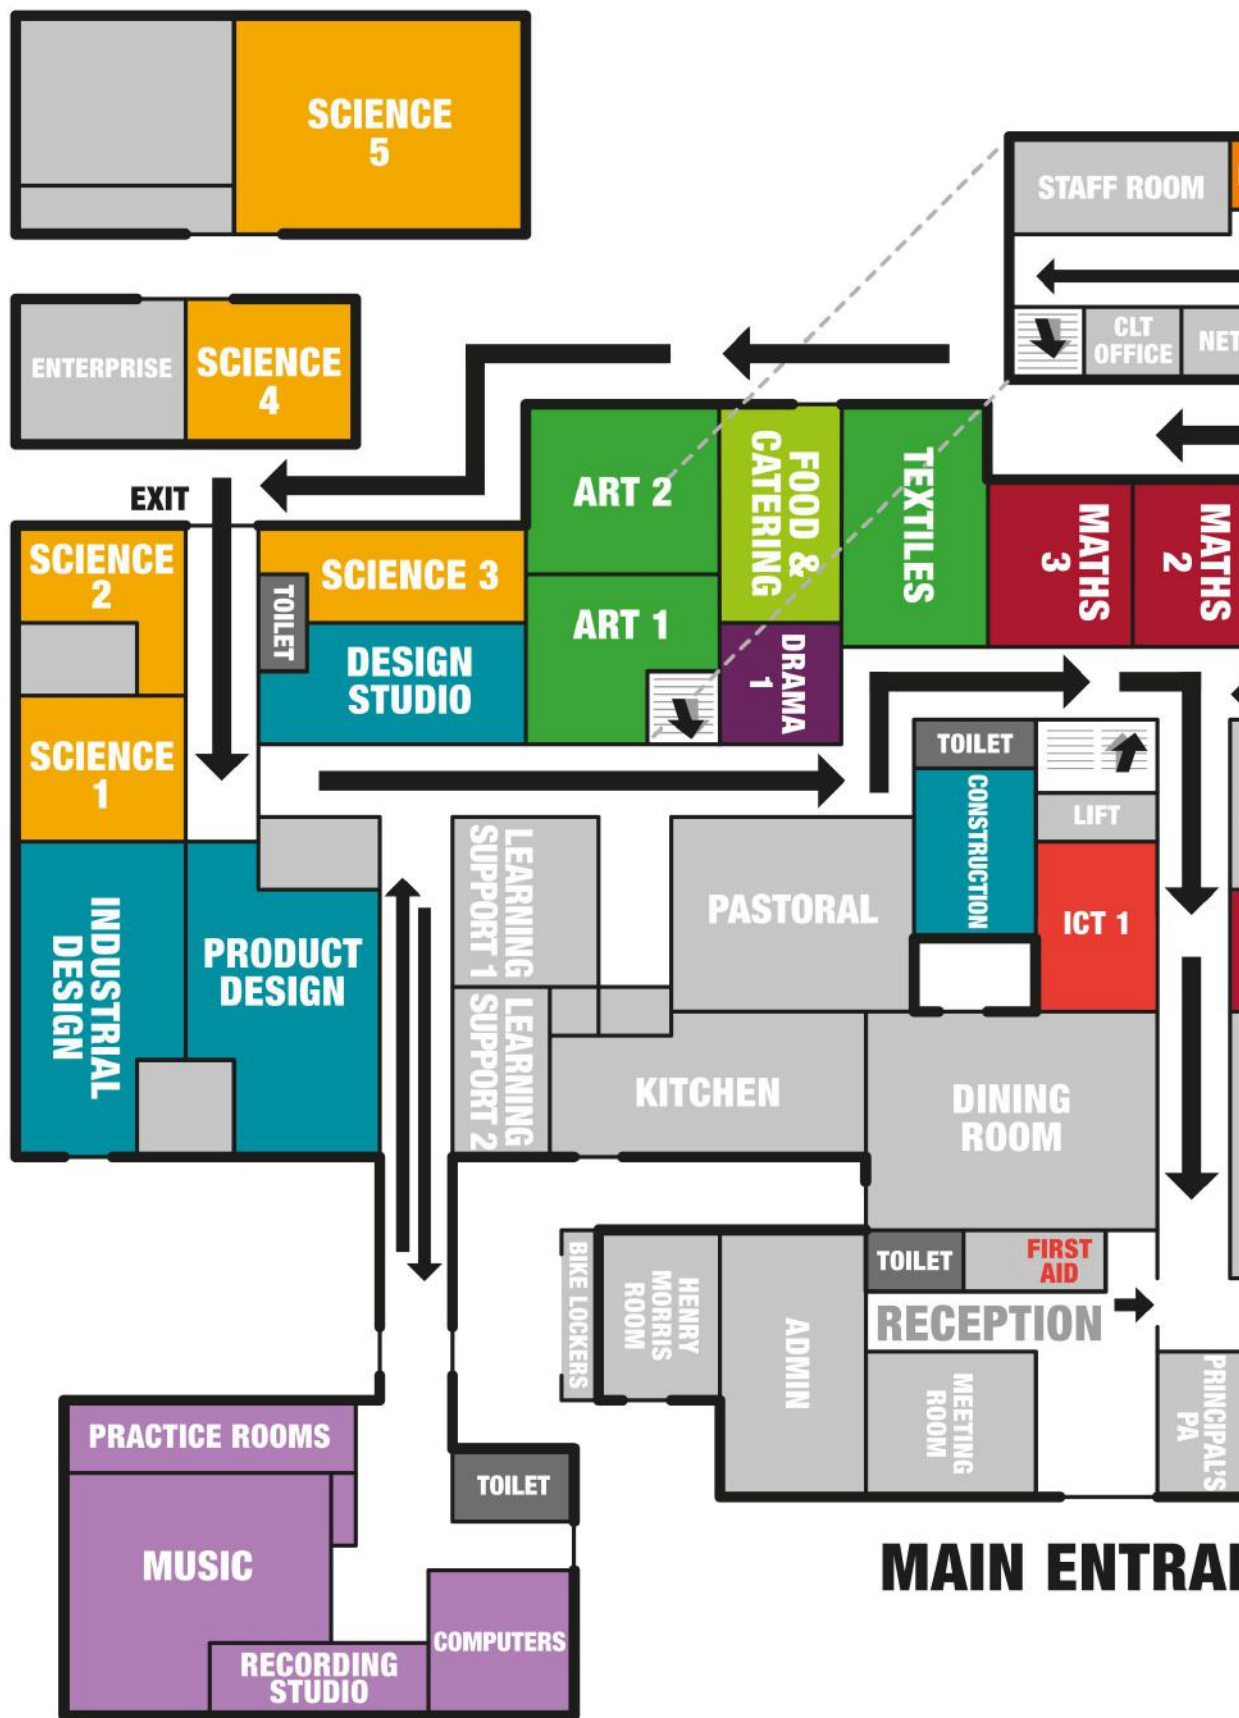 SCIENCE
5
STAFF ROOM
CLT
OFFICE
NET
ENTERPRISE
SCIENCE
4
EXIT
ART 2
FOOD &
CATERING
TEXTILES
MATHS
3
MATHS
2
SCIENCE
2
TOILET
SCIENCE 3
DESIGN
STUDIO
ART 1
DRAMA
1
SCIENCE
1
TOILET
CONSTRUCTION
LIFT
ICT 1
LEARNING
SUPPORT 1
PASTORAL
INDUSTRIAL
DESIGN
PRODUCT
DESIGN
LEARNING
SUPPORT 2
KITCHEN
DINING
ROOM
BIKE LOCKERS
HENRY
MORRIS
ROOM
ADMIN
TOILET
FIRST
AID
RECEPTION
MEETING
ROOM
PRINCIPAL'S
PA
PRACTICE ROOMS
TOILET
MUSIC
COMPUTERS
RECORDING
STUDIO
MAIN ENTRA